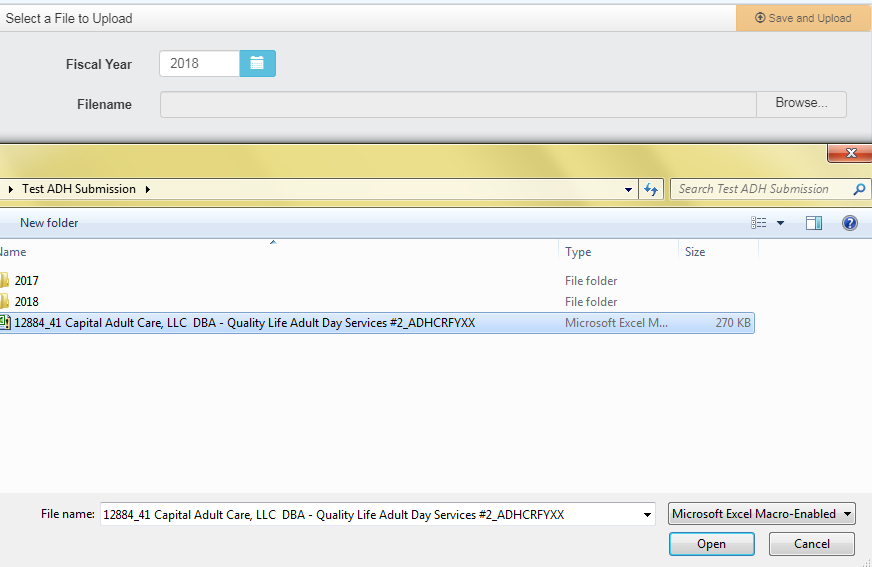 Select a File to Upload Save and Upload
Fiscal Year 2018
Filename Browse...
Test ADH Submission Search Test ADH Submission
New folder
Type Size
2017 File folder
2018 File folder
12884_41 Capital Adult Care, LLC DBA - Quality Life Adult Day Services #2_ADHCRFYXX Microsoft Excel M... 270 KB
File name: 12884_41 Capital Adult Care, LLC DBA - Quality Life Adult Day Services #2_ADHCRFYXX Microsoft Excel Macro-Enabled
Open Cancel